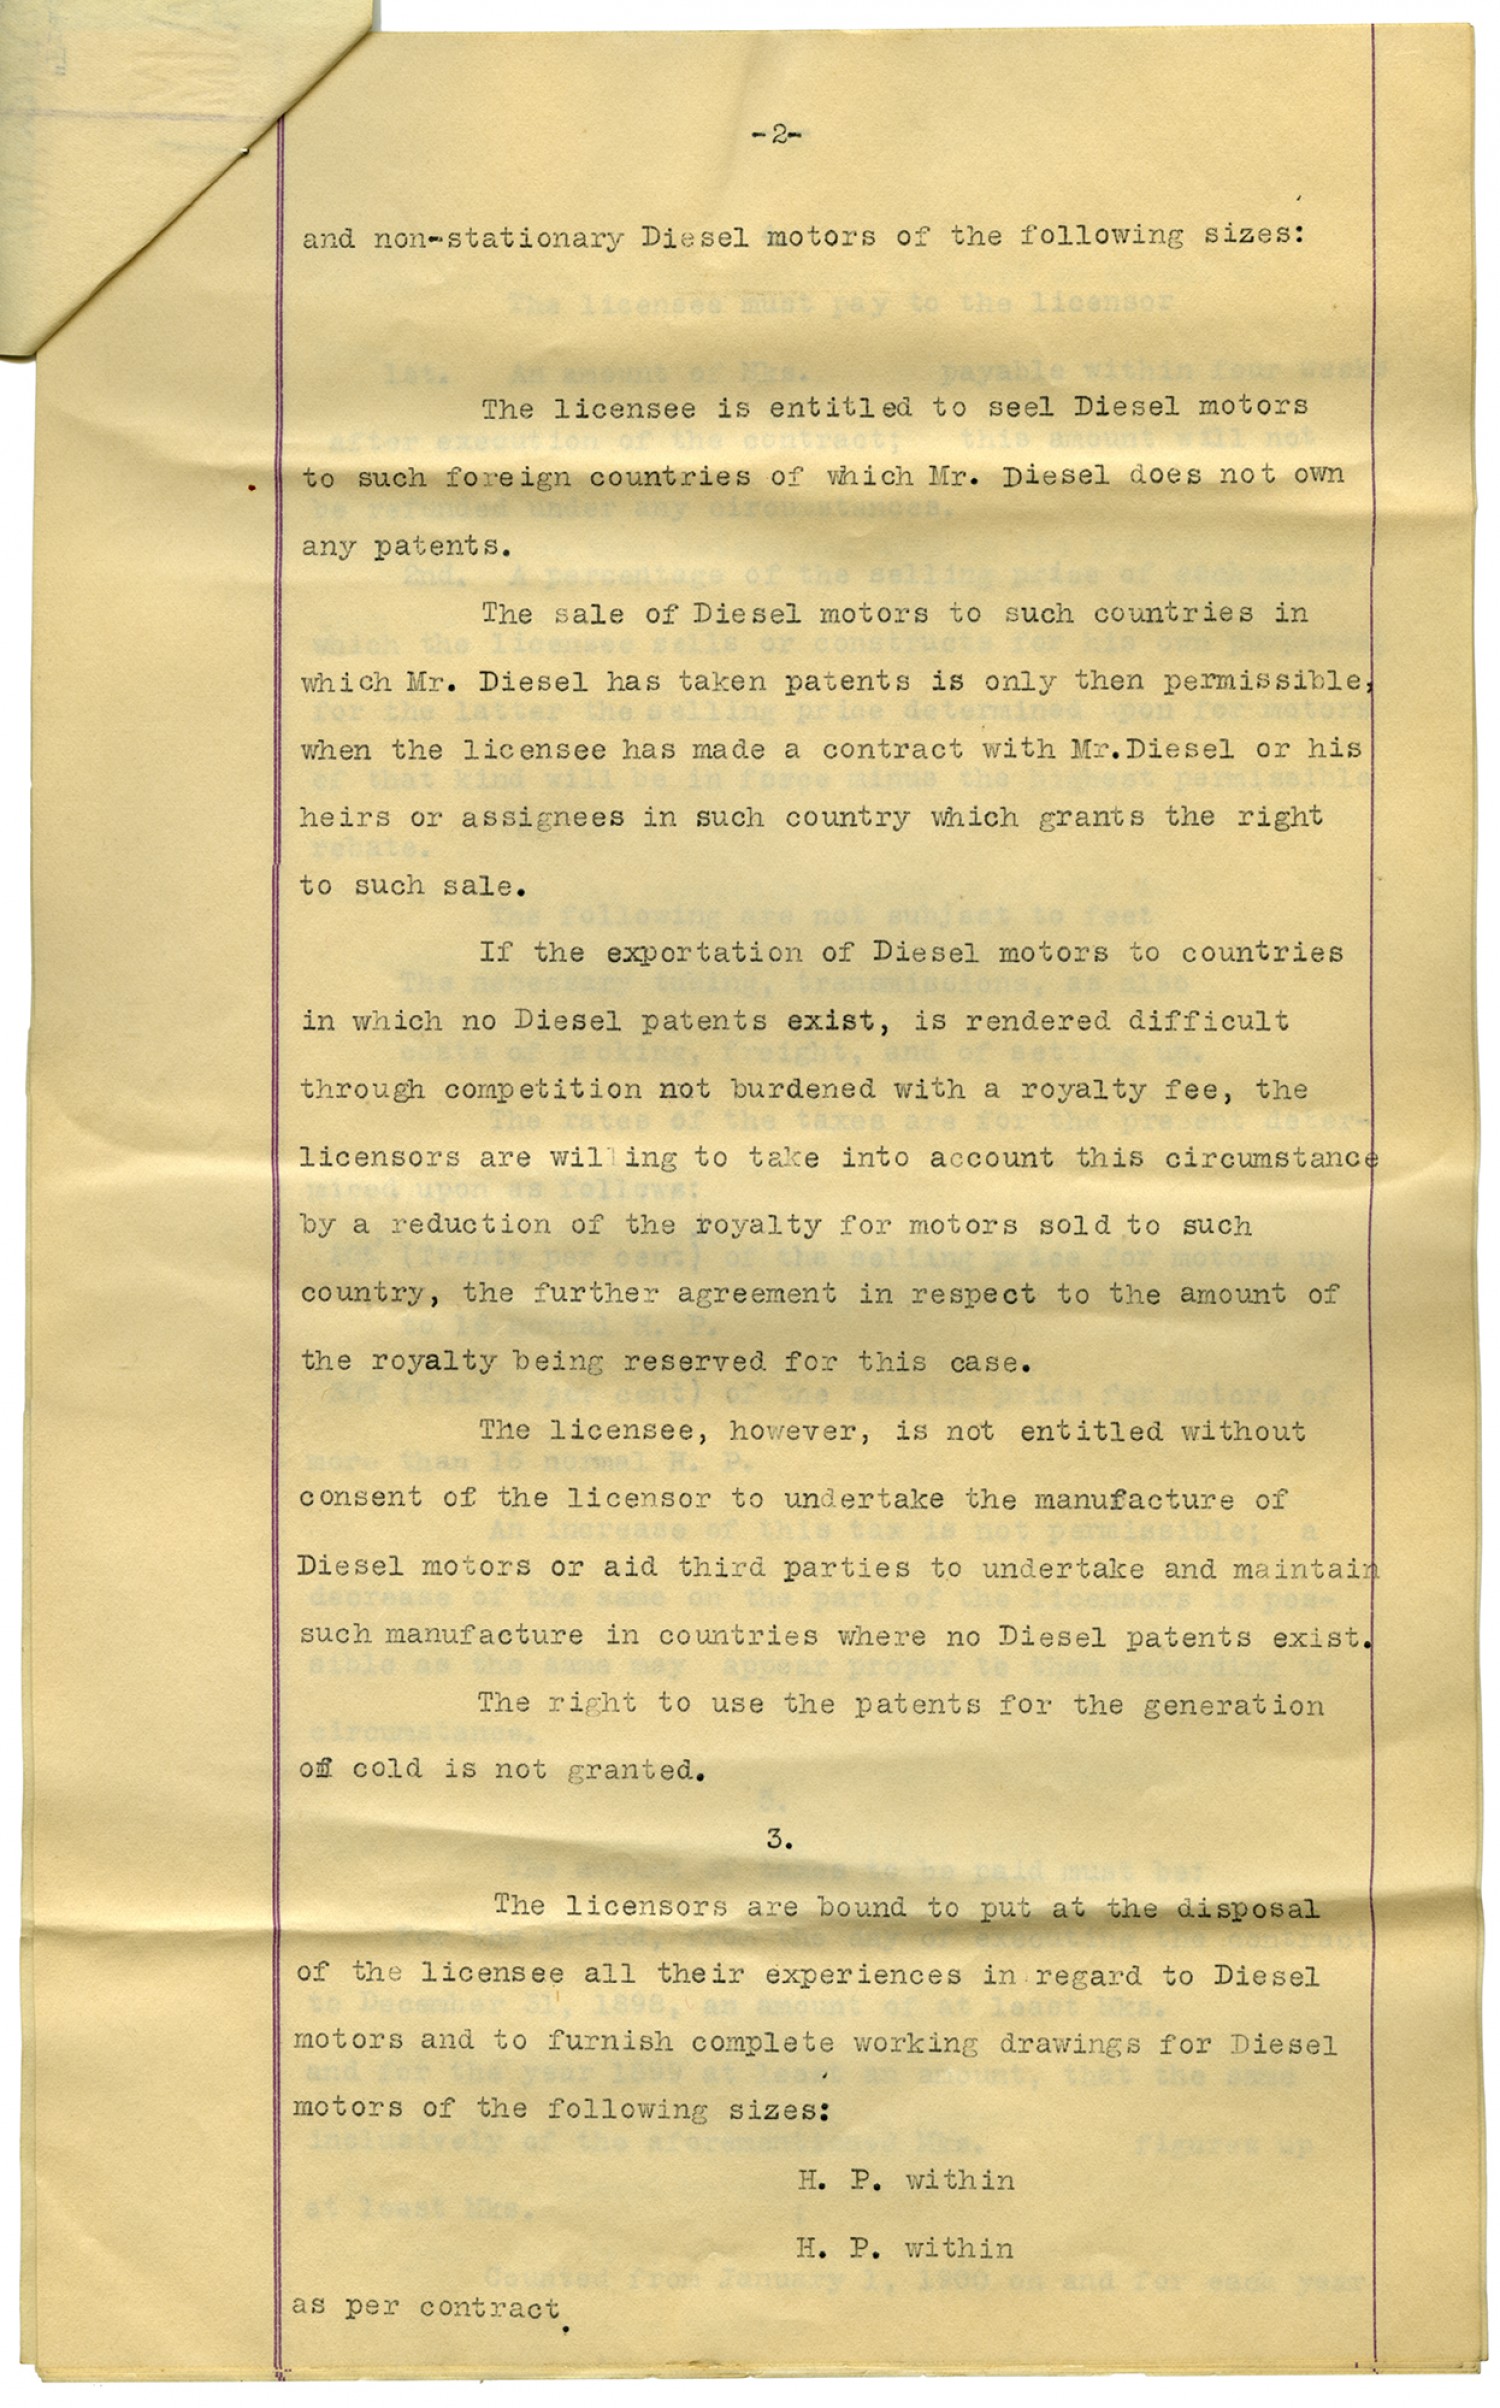 -2-
and non-stationary Diesel motors of the following sizes:
The licensee is entitled to seel Diesel motors
to such foreign countries of which Mr. Diesel does not own
any patents.
The sale of Diesel motors to such countries in
which Mr. Diesel has taken patents is only then permissible,
when the licensee has made a contract with Mr.Diesel or his
heirs or assignees in such country which grants the right
to such sale.
If the exportation of Diesel motors to countries
in which no Diesel patents exist, is rendered difficult
through competition not burdened with a royalty fee, the
licensors are willing to take into account this circumstance
by a reduction of the royalty for motors sold to such
country, the further agreement in respect to the amount of
the royalty being reserved for this case.
The licensee, however, is not entitled without
consent of the licensor to undertake the manufacture of
Diesel motors or aid third parties to undertake and maintain
such manufacture in countries where no Diesel patents exist.
The right to use the patents for the generation
of cold is not granted.
3.
The licensors are bound to put at the disposal
of the licensee all their experiences in regard to Diesel
motors and to furnish complete working drawings for Diesel
motors of the following sizes:
H. P. within
H. P. within
as per contract.